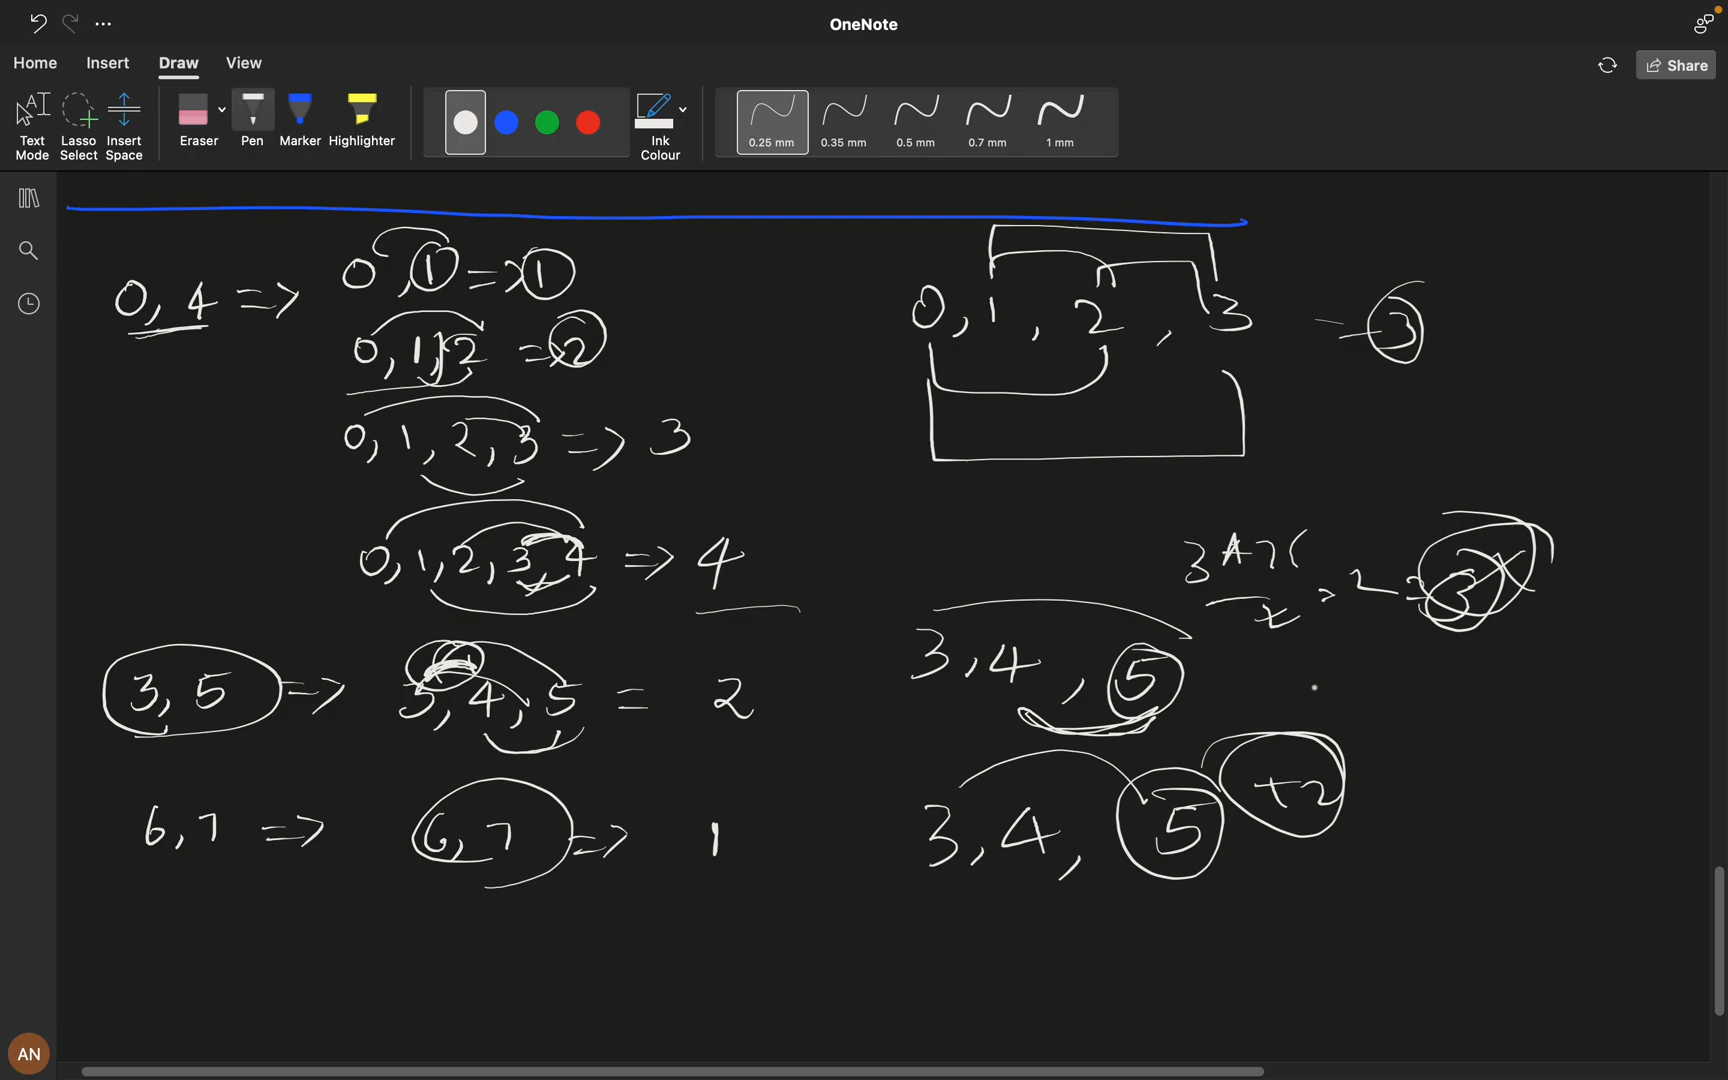 OneNote
Home Insert Draw View
Share
Text Mode
Lasso Select
Insert Space
Eraser
Pen
Marker
Highlighter
Ink Colour
0.25 mm
0.35 mm
0.5 mm
0.7 mm
1 mm
0, 4 =>
0, 1 => 1
0, 1, 2 => 2
0, 1, 2, 3 => 3
0, 1, 2, 3, 4 => 4
3, 5 => 3, 4, 5 = 2
6, 7 => 6, 7 => 1
0, 1, 2, 3 = 3
3, 4, 5
3, 4, 5 +2
AN